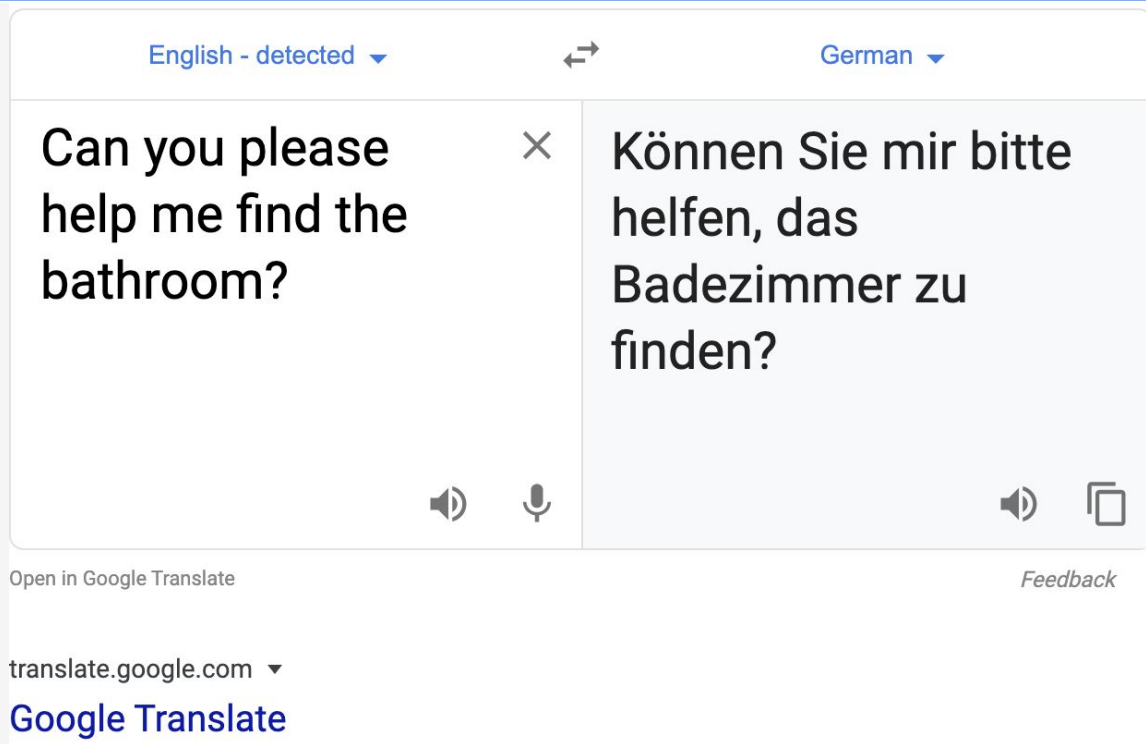 English - detected
German
Can you please
help me find the
bathroom?
Können Sie mir bitte
helfen, das
Badezimmer zu
finden?
Open in Google Translate
Feedback
translate.google.com
Google Translate